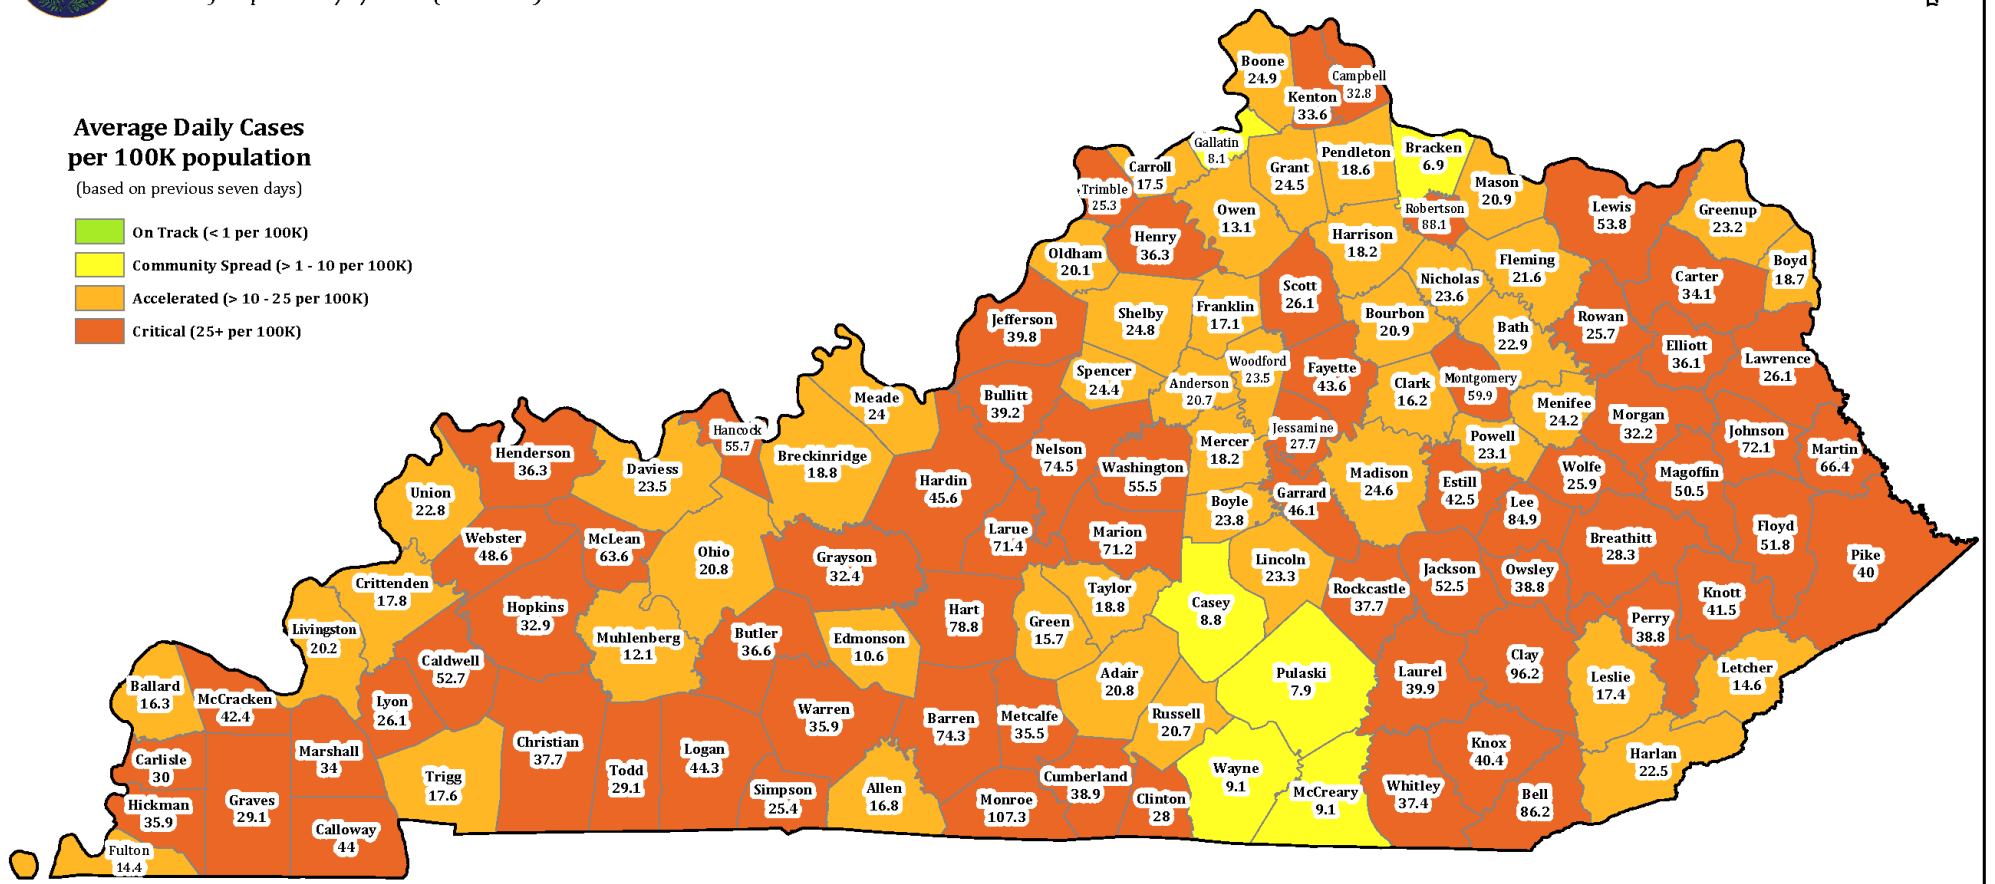 Average Daily Cases
per 100K population
(based on previous seven days)
On Track (< 1 per 100K)
Community Spread (> 1 - 10 per 100K)
Accelerated (> 10 - 25 per 100K)
Critical (25+ per 100K)
Boone
24.9
Kenton
33.6
Campbell
32.8
Gallatin
8.1
Carroll
17.5
Trimble
25.3
Grant
24.5
Pendleton
18.6
Bracken
6.9
Mason
20.9
Robertson
88.1
Lewis
53.8
Greenup
23.2
Boyd
18.7
Carter
34.1
Owen
13.1
Henry
36.3
Oldham
20.1
Harrison
18.2
Nicholas
23.6
Fleming
21.6
Scott
26.1
Franklin
17.1
Shelby
24.8
Jefferson
39.8
Bourbon
20.9
Bath
22.9
Rowan
25.7
Elliott
36.1
Lawrence
26.1
Spencer
24.4
Anderson
20.7
Woodford
23.5
Fayette
43.6
Clark
16.2
Montgomery
59.9
Menifee
24.2
Morgan
32.2
Johnson
72.1
Martin
66.4
Bullitt
39.2
Meade
24
Hancock
55.7
Breckinridge
18.8
Henderson
36.3
Daviess
23.5
Union
22.8
Hardin
45.6
Nelson
74.5
Washington
55.5
Mercer
18.2
Jessamine
27.7
Boyle
23.8
Garrard
46.1
Madison
24.6
Powell
23.1
Estill
42.5
Wolfe
25.9
Magoffin
50.5
Lee
84.9
Floyd
51.8
Breathitt
28.3
Pike
40
Webster
48.6
McLean
63.6
Ohio
20.8
Grayson
32.4
Larue
71.4
Marion
71.2
Lincoln
23.3
Rockcastle
37.7
Jackson
52.5
Owsley
38.8
Knott
41.5
Perry
38.8
Crittenden
17.8
Livingston
20.2
Hopkins
32.9
Muhlenberg
12.1
Butler
36.6
Edmonson
10.6
Hart
78.8
Green
15.7
Taylor
18.8
Casey
8.8
Caldwell
52.7
Lyon
26.1
Ballard
16.3
McCracken
42.4
Adair
20.8
Russell
20.7
Pulaski
7.9
Laurel
39.9
Clay
96.2
Leslie
17.4
Letcher
14.6
Harlan
22.5
Carlisle
30
Marshall
34
Hickman
35.9
Graves
29.1
Calloway
44
Fulton
14.4
Trigg
17.6
Christian
37.7
Todd
29.1
Logan
44.3
Warren
35.9
Simpson
25.4
Allen
16.8
Barren
74.3
Metcalfe
35.5
Monroe
107.3
Cumberland
38.9
Clinton
28
Wayne
9.1
McCreary
9.1
Whitley
37.4
Knox
40.4
Bell
86.2